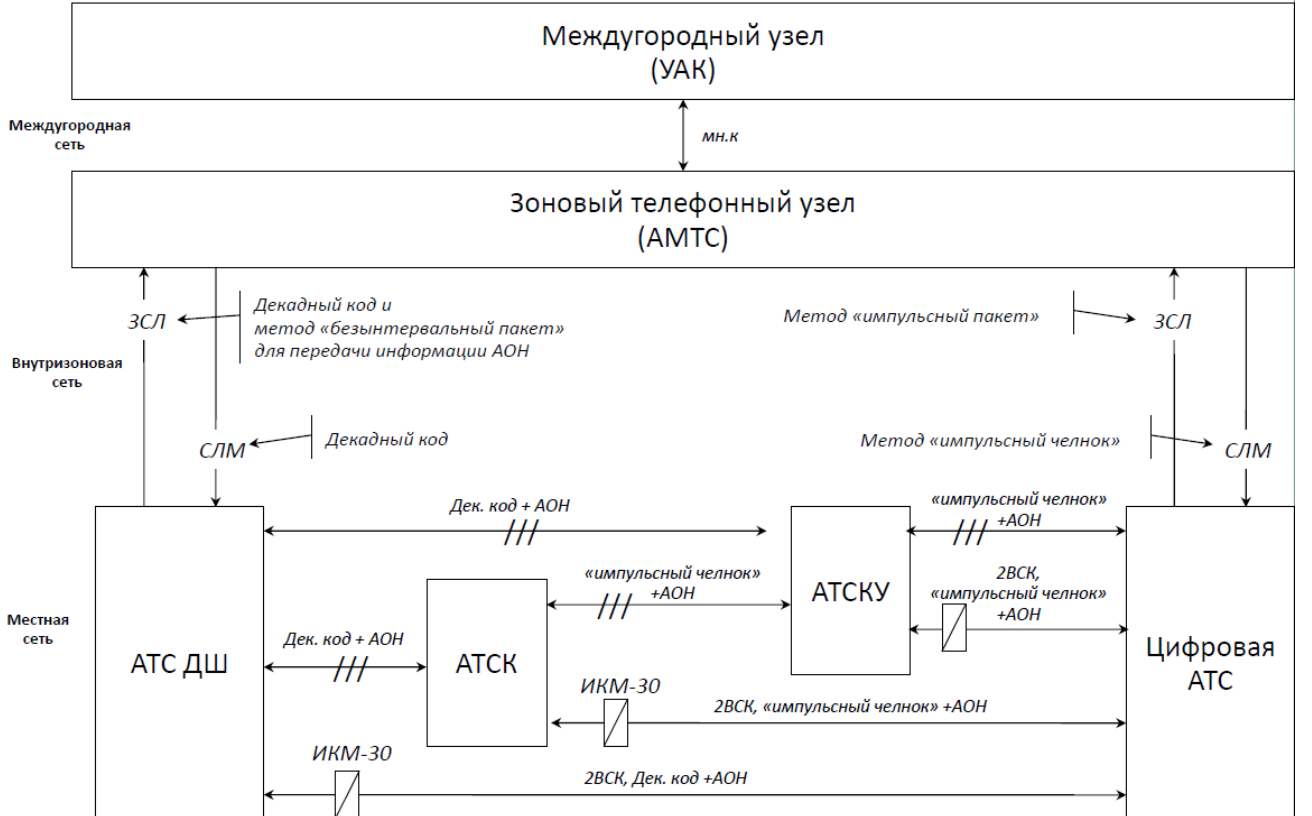 Междугородный узел
(УАК)
Междугородная
сеть
мн.к
Зоновый телефонный узел
(АМТС)
ЗСЛ
Декадный код и
метод «безынтервальный пакет»
для передачи информации АОН
Метод «импульсный пакет»
ЗСЛ
Внутризоновая
сеть
СЛМ
Декадный код
Метод «импульсный челнок»
СЛМ
Дек. код + АОН
«импульсный челнок»
+АОН
«импульсный челнок»
+АОН
АТСКУ
2ВСК,
«импульсный челнок»
+АОН
Местная
сеть
АТС ДШ
Дек. код + АОН
АТСК
Цифровая
АТС
ИКМ-30
2ВСК, «импульсный челнок» +АОН
ИКМ-30
2ВСК, Дек. код +АОН